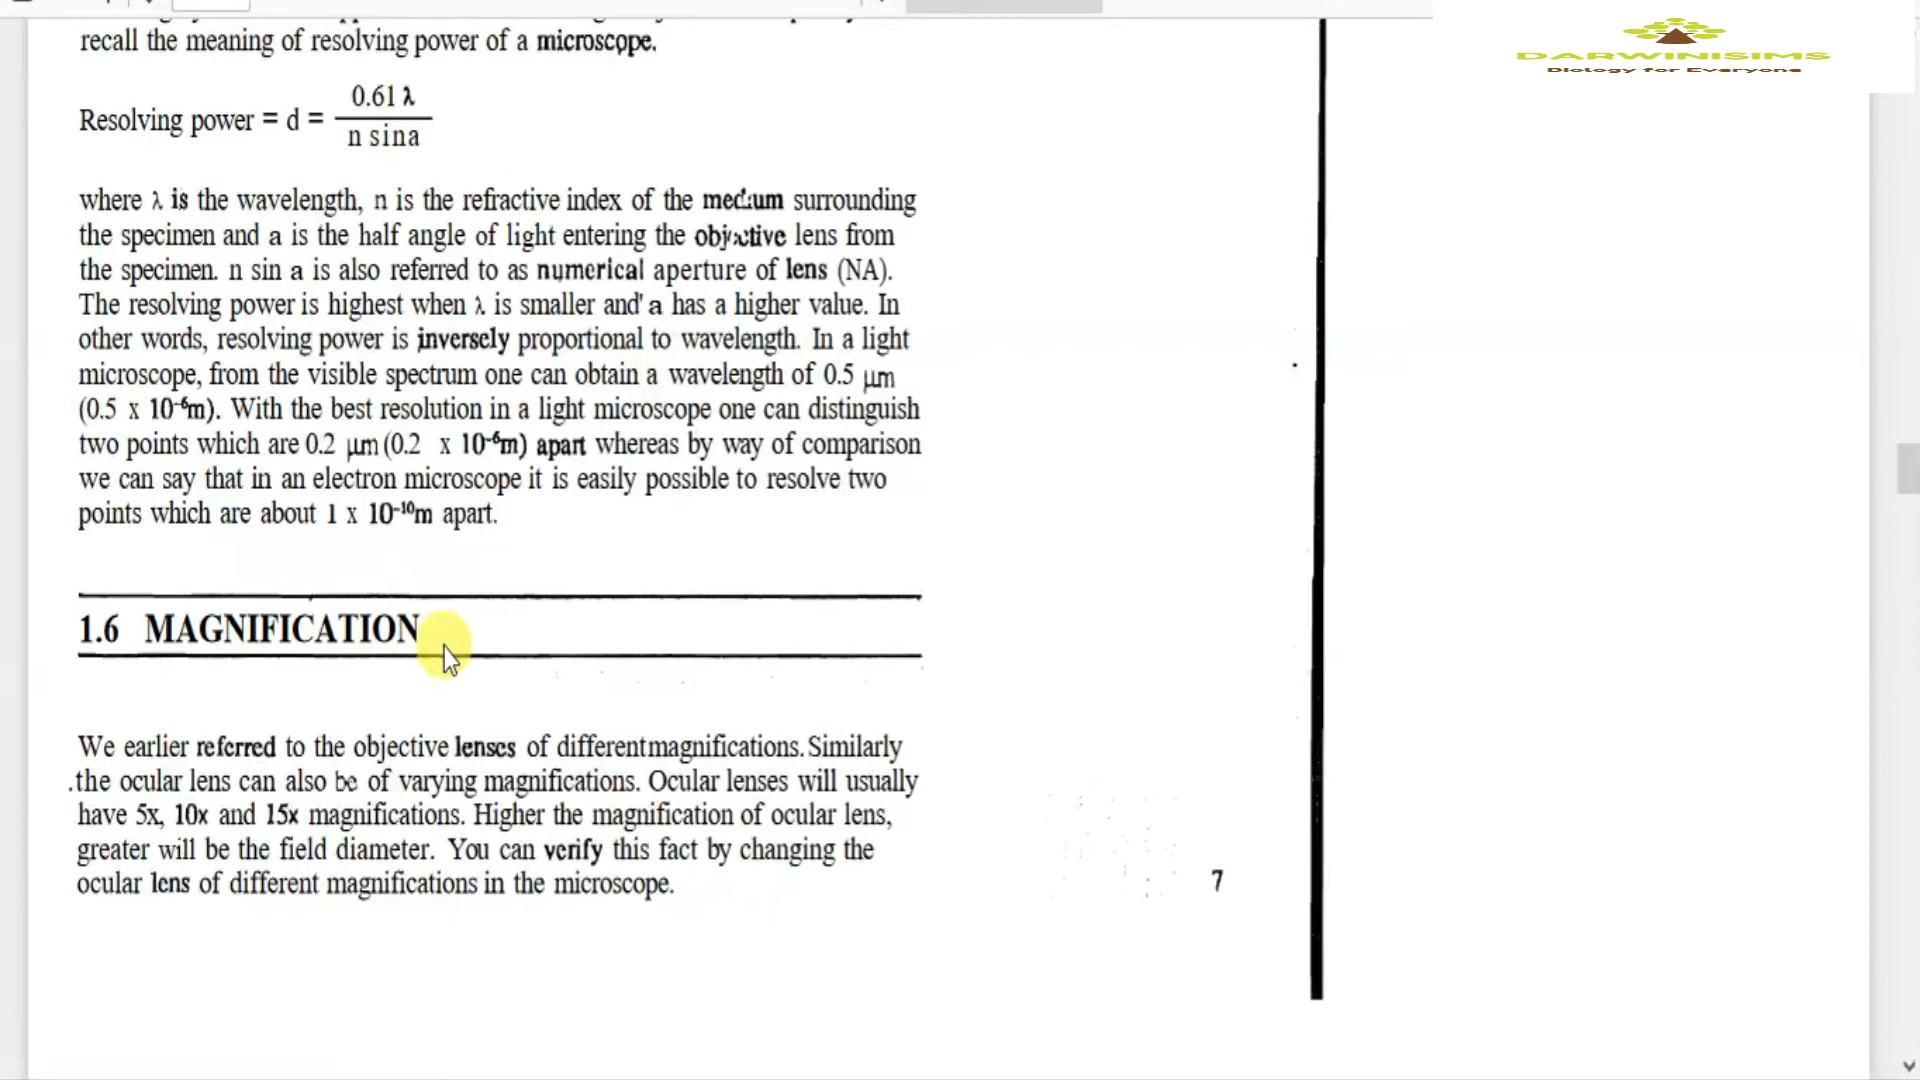 recall the meaning of resolving power of a microscope.
0.61 λ
Resolving power = d =
n sina
where λ is the wavelength, n is the refractive index of the medium surrounding
the specimen and a is the half angle of light entering the objective lens from
the specimen. n sin a is also referred to as numerical aperture of lens (NA).
The resolving power is highest when λ is smaller and' a has a higher value. In
other words, resolving power is inversely proportional to wavelength. In a light
microscope, from the visible spectrum one can obtain a wavelength of 0.5 µm
(0.5 x 10⁻⁶m). With the best resolution in a light microscope one can distinguish
two points which are 0.2 µm (0.2 x 10⁻⁶m) apart whereas by way of comparison
we can say that in an electron microscope it is easily possible to resolve two
points which are about 1 x 10⁻¹⁰m apart.
1.6 MAGNIFICATION
We earlier referred to the objective lenses of different magnifications. Similarly
.the ocular lens can also be of varying magnifications. Ocular lenses will usually
have 5x, 10x and 15x magnifications. Higher the magnification of ocular lens,
greater will be the field diameter. You can verify this fact by changing the
ocular lens of different magnifications in the microscope.
7
DARWINISIMS
Biology for Everyone